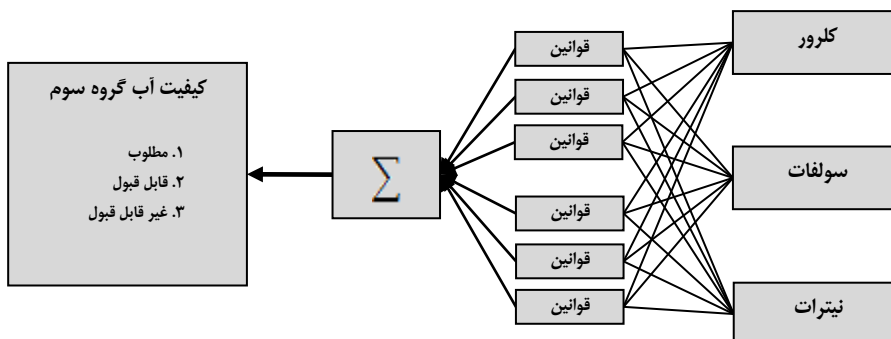 کلرور
سولفات
نیترات
قوانین
قوانین
قوانین
قوانین
قوانین
قوانین
∑
کیفیت آب گروه سوم
۱. مطلوب
۲. قابل قبول
۳. غیر قابل قبول